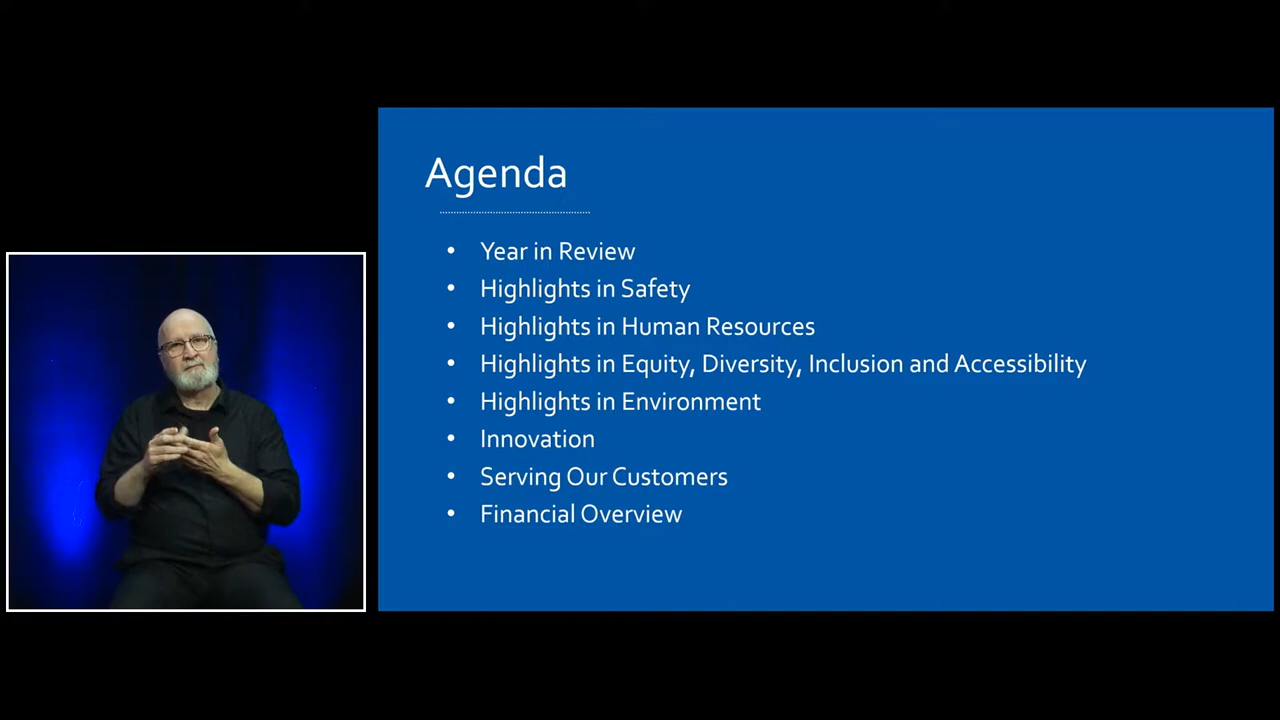 Agenda
• Year in Review
• Highlights in Safety
• Highlights in Human Resources
• Highlights in Equity, Diversity, Inclusion and Accessibility
• Highlights in Environment
• Innovation
• Serving Our Customers
• Financial Overview